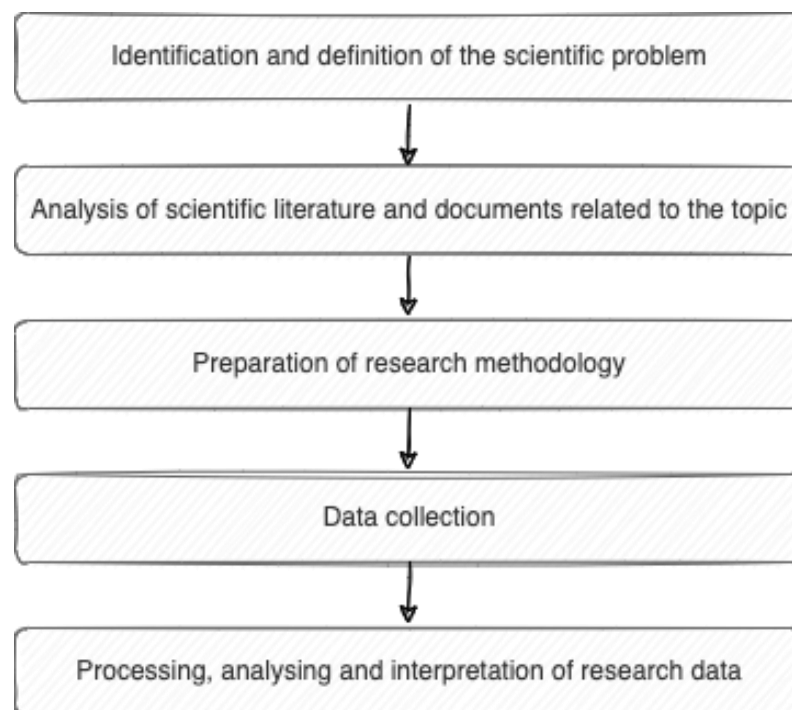 Identification and definition of the scientific problem
Analysis of scientific literature and documents related to the topic
Preparation of research methodology
Data collection
Processing, analysing and interpretation of research data